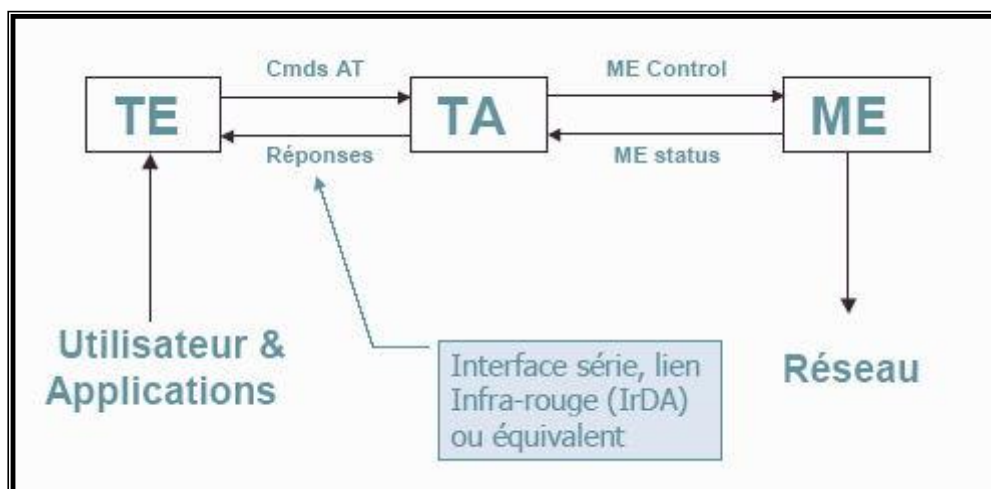 Cmds AT
ME Control
TE
TA
ME
Réponses
ME status
Utilisateur &
Applications
Interface série, lien
Infra-rouge (IrDA)
ou équivalent
Réseau